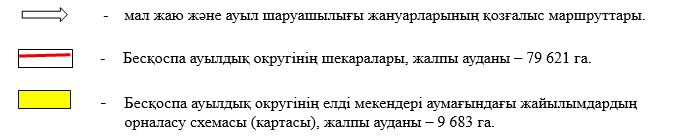 - мал жаю және ауыл шаруашылығы жануарларының қозғалыс маршруттары.
- Бесқоспа ауылдық округінің шекаралары, жалпы ауданы – 79 621 га.
- Бесқоспа ауылдық округінің елді мекендері аумағындағы жайылымдардың
орналасу схемасы (картасы), жалпы ауданы – 9 683 га.